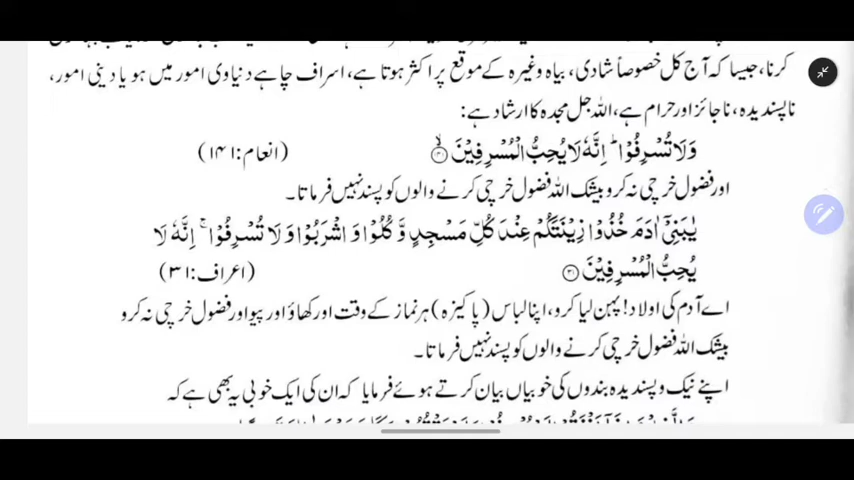 کرنا، جیسا کہ آج کل خصوصاً شادی، بیاہ وغیرہ کے موقع پر اکثر ہوتا ہے، اسراف چاہے دنیاوی امور میں ہو یا دینی امور،
ناپسندیدہ، ناجائز اور حرام ہے، اللہ جل مجدہ کا ارشاد ہے:
وَلَا تُسْرِفُوْا ؕ اِنَّهٗ لَا يُحِبُّ الْمُسْرِفِيْنَ ۙ۝۱۴۱ (انعام:۱۴۱)
اور فضول خرچی نہ کرو بیشک اللہ فضول خرچی کرنے والوں کو پسند نہیں فرماتا۔
يٰبَنِيْۤ اٰدَمَ خُذُوْا زِيْنَتَكُمْ عِنْدَ كُلِّ مَسْجِدٍ وَّ كُلُوْا وَ اشْرَبُوْا وَ لَا تُسْرِفُوْا ۚ اِنَّهٗ لَا
يُحِبُّ الْمُسْرِفِيْنَ ۝۳۱ (اعراف:۳۱)
اے آدم کی اولاد! پہن لیا کرو، اپنا لباس (پاکیزہ) ہر نماز کے وقت اور کھاؤ اور پیو اور فضول خرچی نہ کرو
بیشک اللہ فضول خرچی کرنے والوں کو پسند نہیں فرماتا۔
اپنے نیک و پسندیدہ بندوں کی خوبیاں بیان کرتے ہوئے فرمایا کہ ان کی ایک خوبی یہ بھی ہے کہ